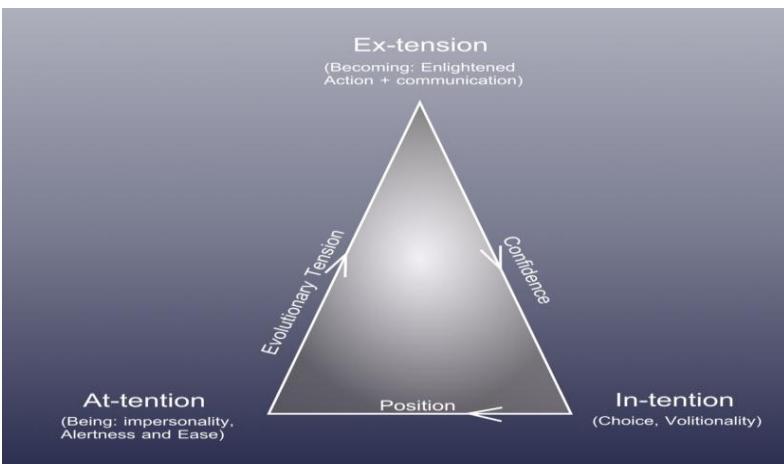 Ex-tension
(Becoming: Enlightened
Action + communication)
Evolutionary Tension
Confidence
At-tention
(Being: impersonality,
Alertness and Ease)
Position
In-tention
(Choice, Volitionality)